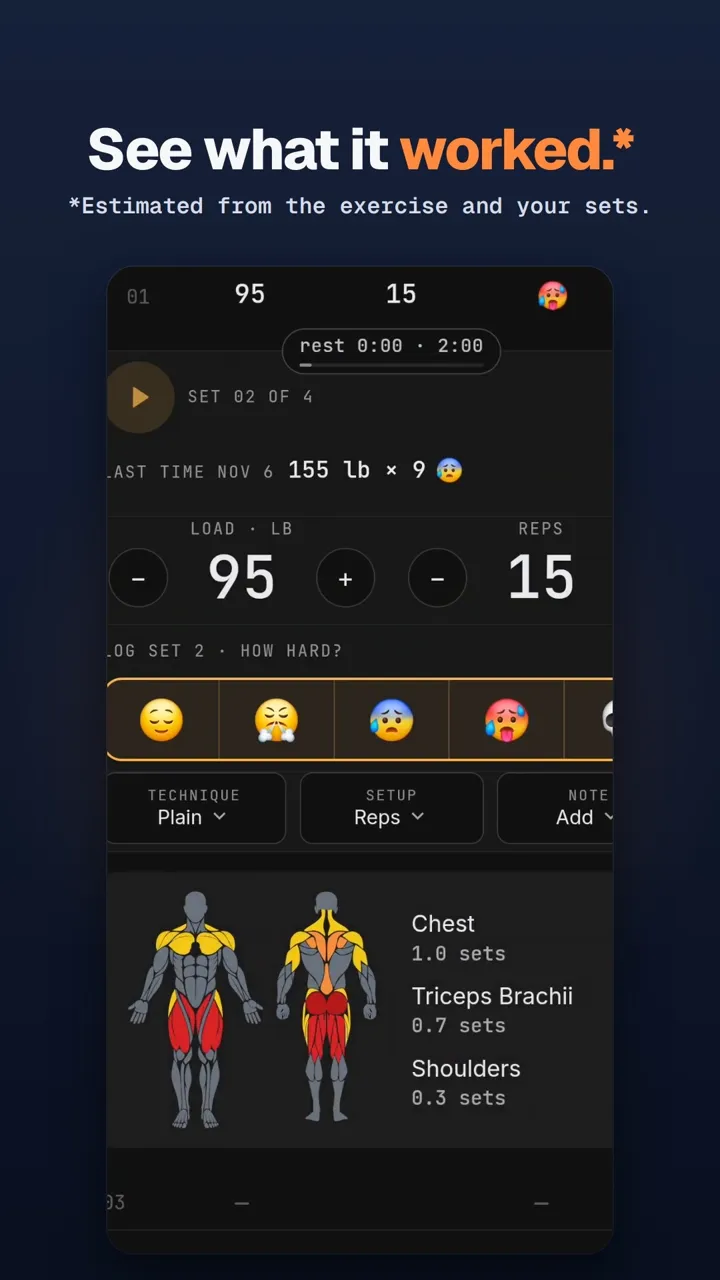 See what it worked.*
*Estimated from the exercise and your sets.
01 95 15
rest 0:00 · 2:00
SET 02 OF 4
LAST TIME NOV 6 155 lb × 9
LOAD · LB REPS
− 95 + − 15
LOG SET 2 · HOW HARD?
TECHNIQUE SETUP NOTE
Plain Reps Add
Chest
1.0 sets
Triceps Brachii
0.7 sets
Shoulders
0.3 sets
03 — —